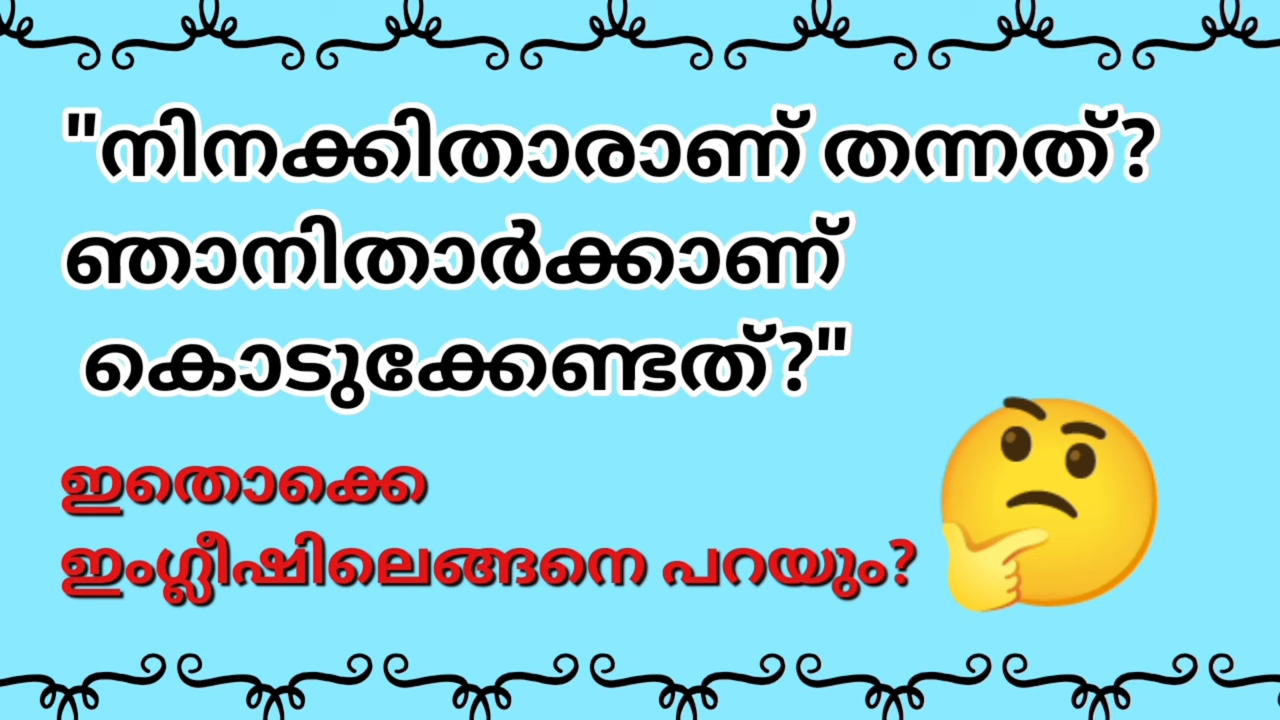 "നിനക്കിതാരാണ് തന്നത്?
ഞാനിതാർക്കാണ്
കൊടുക്കേണ്ടത്?"
ഇതൊക്കെ
ഇംഗ്ലീഷിലെങ്ങനെ പറയും?